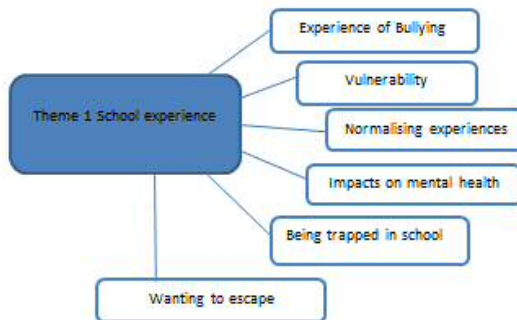 Experience of Bullying
Vulnerability
Theme 1 School experience
Normalising experiences
Impacts on mental health
Being trapped in school
Wanting to escape